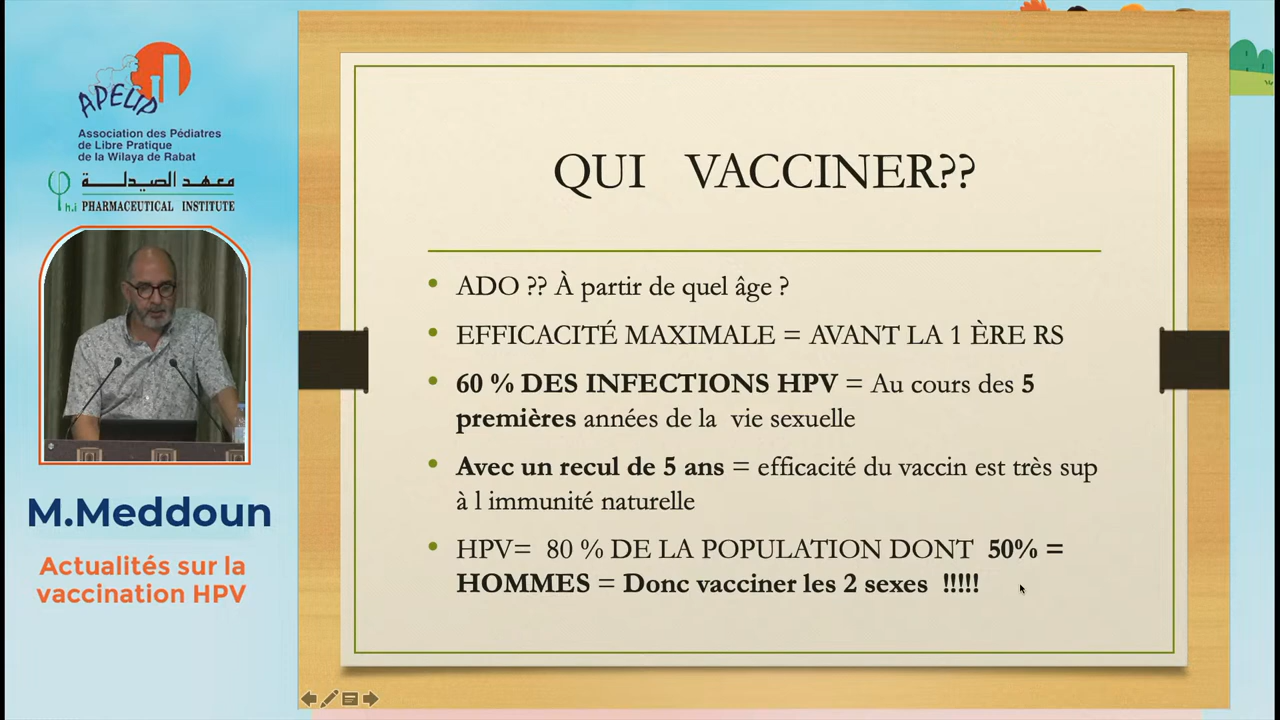 APELIP
Association des Pédiatres
de Libre Pratique
de la Wilaya de Rabat
معهد الصيدلة
φ h.i PHARMACEUTICAL INSTITUTE
M.Meddoun
Actualités sur la
vaccination HPV
QUI VACCINER??
• ADO ?? À partir de quel âge ?
• EFFICACITÉ MAXIMALE = AVANT LA 1 ÈRE RS
• 60 % DES INFECTIONS HPV = Au cours des 5
premières années de la vie sexuelle
• Avec un recul de 5 ans = efficacité du vaccin est très sup
à l immunité naturelle
• HPV= 80 % DE LA POPULATION DONT 50% =
HOMMES = Donc vacciner les 2 sexes !!!!!